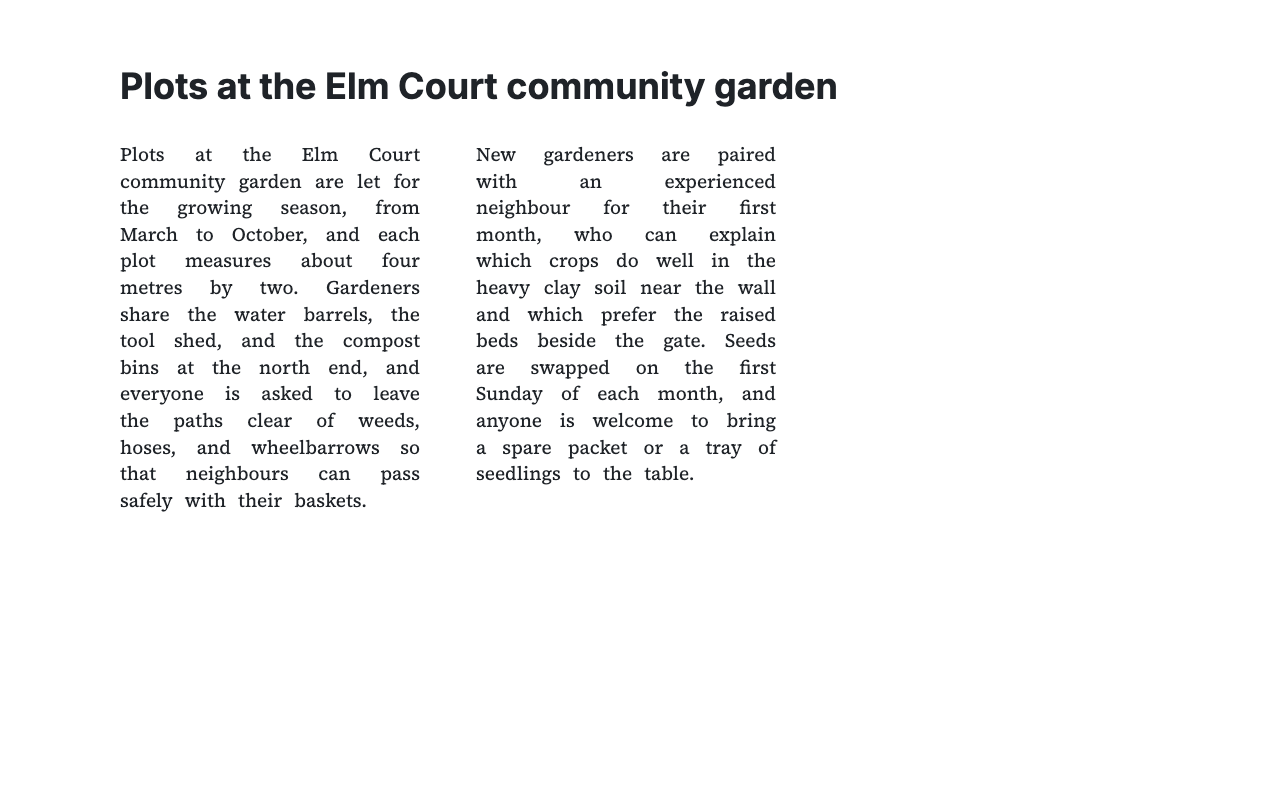 Plots at the Elm Court community garden
Plots at the Elm Court
community garden are let for
the growing season, from
March to October, and each
plot measures about four
metres by two. Gardeners
share the water barrels, the
tool shed, and the compost
bins at the north end, and
everyone is asked to leave
the paths clear of weeds,
hoses, and wheelbarrows so
that neighbours can pass
safely with their baskets.
New gardeners are paired
with an experienced
neighbour for their first
month, who can explain
which crops do well in the
heavy clay soil near the wall
and which prefer the raised
beds beside the gate. Seeds
are swapped on the first
Sunday of each month, and
anyone is welcome to bring
a spare packet or a tray of
seedlings to the table.